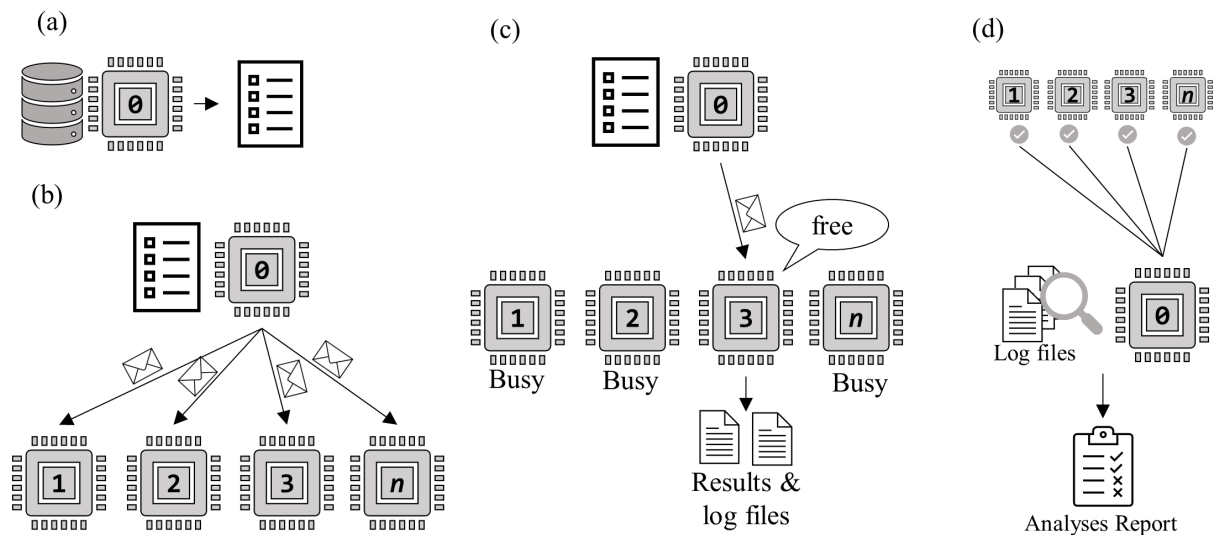 (a)
0
(b)
0
1
2
3
n
(c)
0
free
1
2
3
n
Busy
Busy
Busy
Results &
log files
(d)
1
2
3
n
0
Log files
Analyses Report